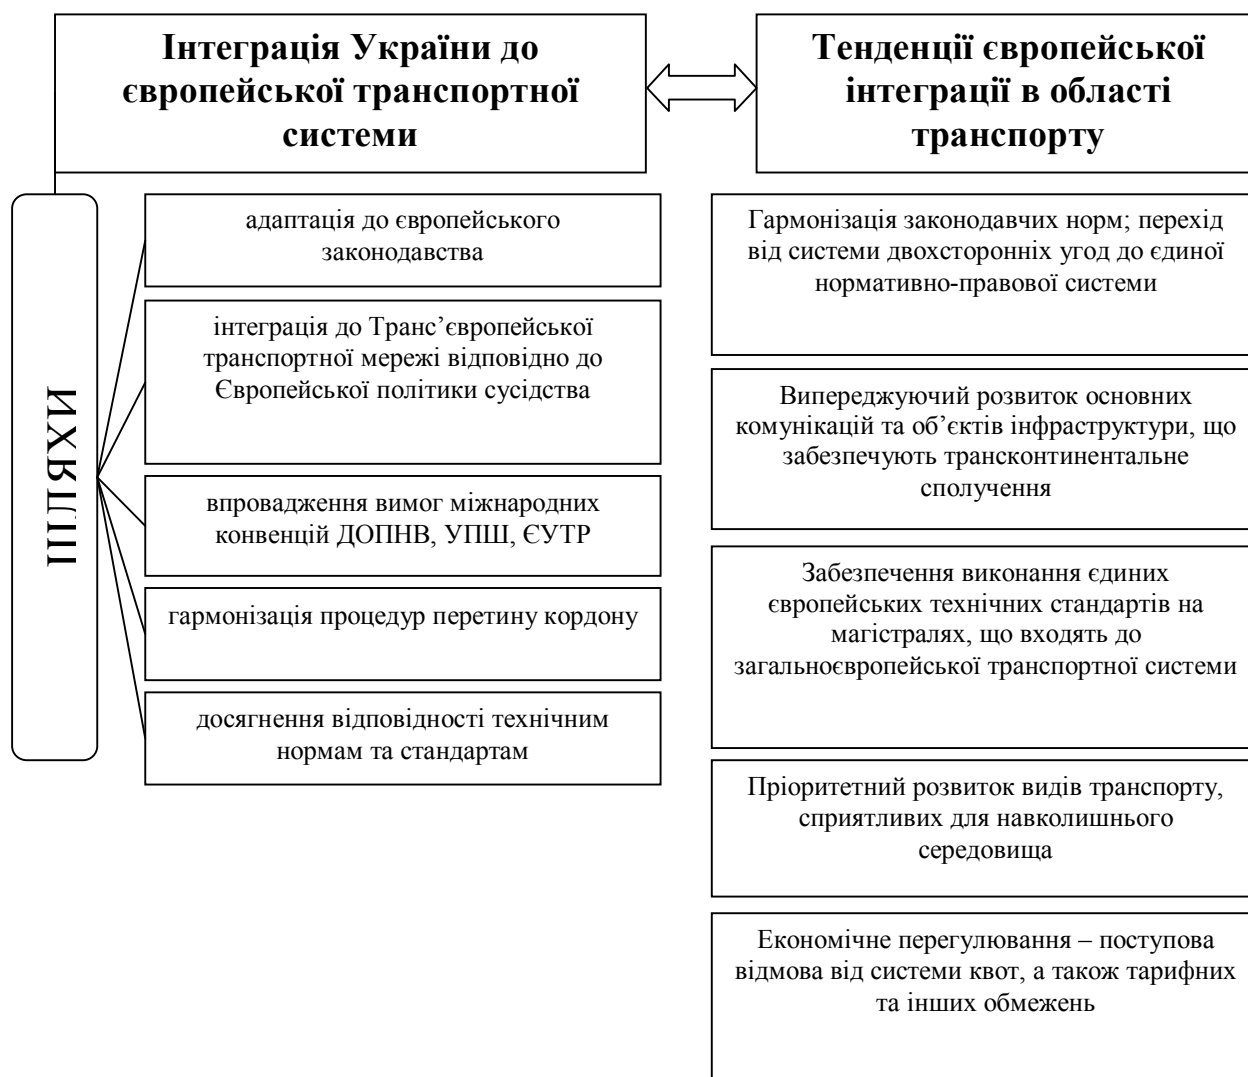 Інтеграція України до
європейської транспортної
системи
Тенденції європейської
інтеграції в області
транспорту
ШЛЯХИ
адаптація до європейського
законодавства
інтеграція до Транс’європейської
транспортної мережі відповідно до
Європейської політики сусідства
впровадження вимог міжнародних
конвенцій ДОПНВ, УПШ, ЄУТР
гармонізація процедур перетину кордону
досягнення відповідності технічним
нормам та стандартам
Гармонізація законодавчих норм; перехід
від системи двохсторонніх угод до єдиної
нормативно-правової системи
Випереджуючий розвиток основних
комунікацій та об’єктів інфраструктури, що
забезпечують трансконтинентальне
сполучення
Забезпечення виконання єдиних
європейських технічних стандартів на
магістралях, що входять до
загальноєвропейської транспортної системи
Пріоритетний розвиток видів транспорту,
сприятливих для навколишнього
середовища
Економічне перегулювання – поступова
відмова від системи квот, а також тарифних
та інших обмежень